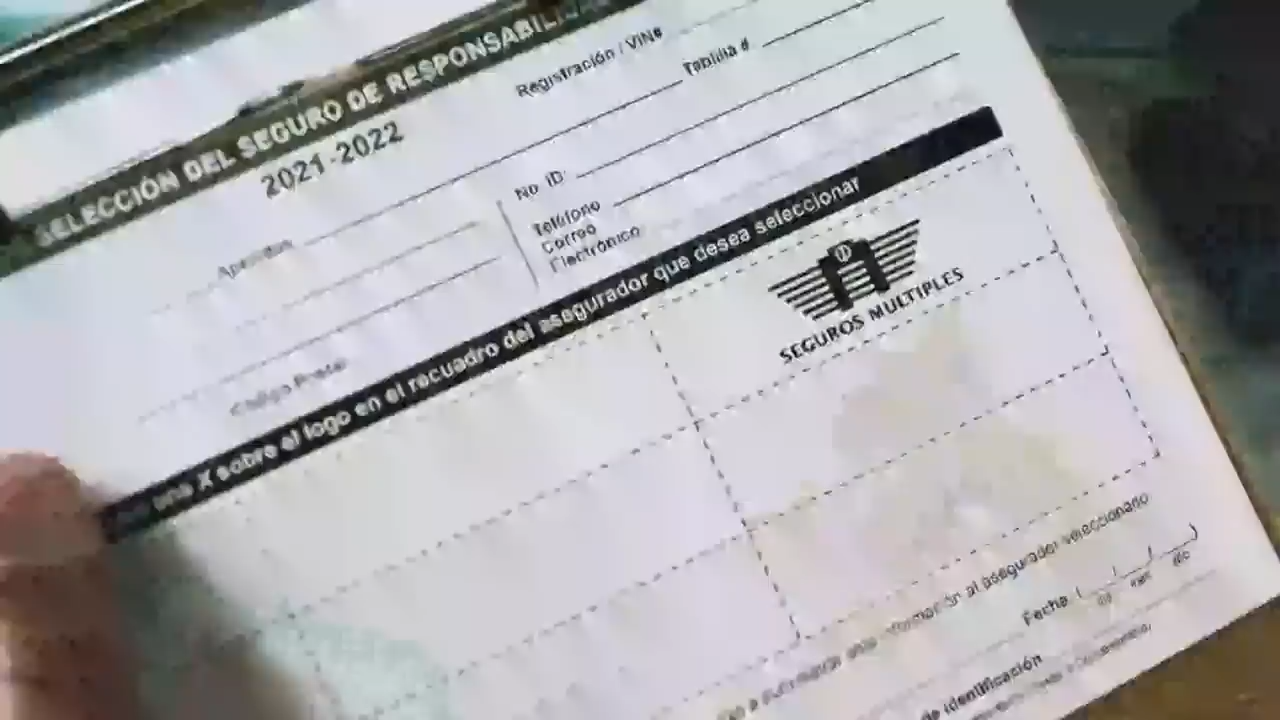 SELECCIÓN DEL SEGURO DE RESPONSABIL
2021-2022
Registración / VIN#
Tablilla #
Apellidos
No. ID:
Teléfono
Correo
Electrónico
Código Postal
una X sobre el logo en el recuadro del asegurador que desea seleccionar
SEGUROS MULTIPLES
información al asegurador seleccionado
Fecha: ( / / )
día mes año
de identificación